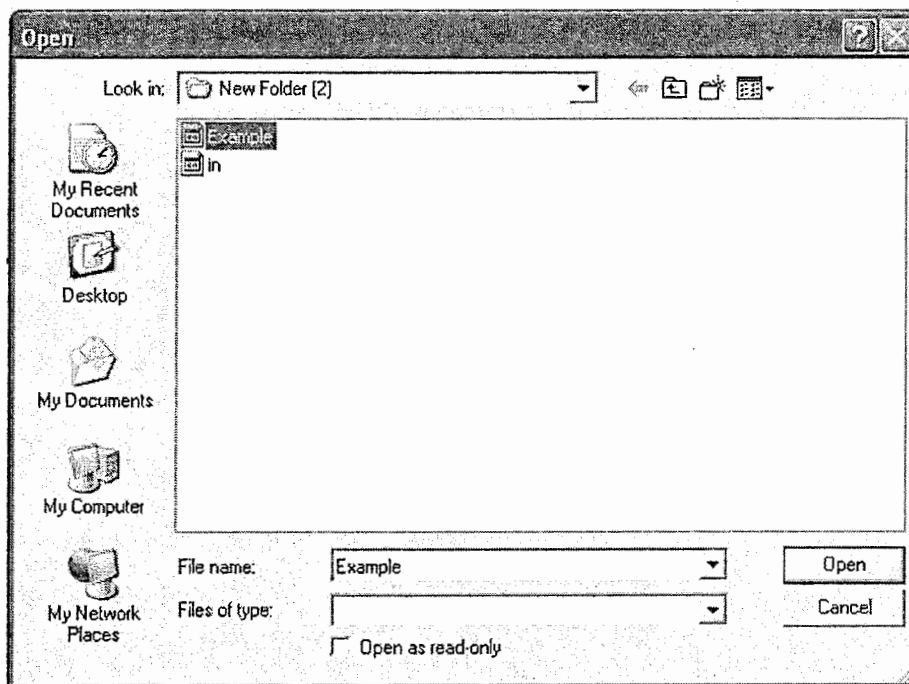 Open
Look in: New Folder (2)
Example
in
My Recent
Documents
Desktop
My Documents
My Computer
My Network
Places
File name: Example Open
Files of type: Cancel
Open as read-only